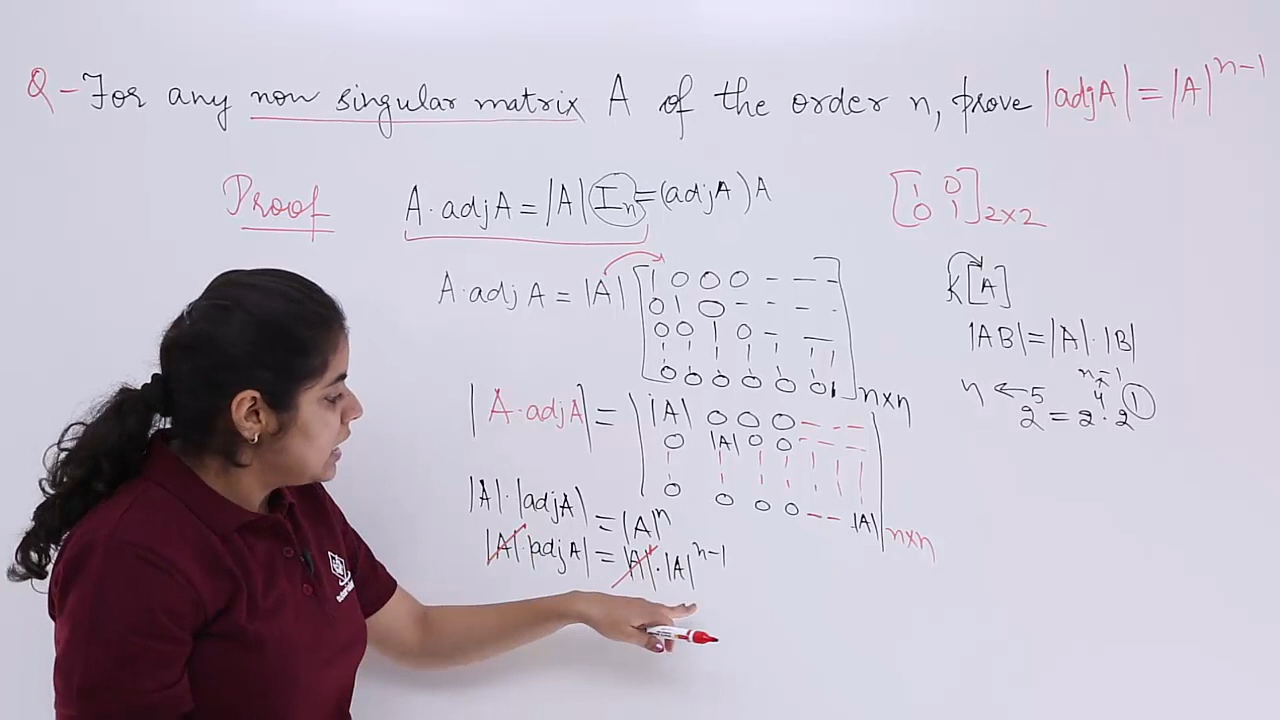 Q - For any non singular matrix A of the order n, prove |adjA| = |A|^n-1
Proof
A·adjA = |A| In = (adjA)A
A·adjA = |A| [1 0 0 0 - - -
0 1 0 - - - -
0 0 1 0 - —
| | | | | | |
0 0 0 0 0 1] n×n
|A·adjA| = | |A| 0 0 0 - - - -
0 |A| 0 0 - - - -
| | | | | | |
0 0 0 0 - - |A| | n×n
|A|·|adjA| = |A|^n
|A|·|adjA| = |A|·|A|^n-1
[1 0
0 1] 2×2
K[A]
|AB| = |A|·|B|
n-1
n ← 5 4 1
2 = 2·2